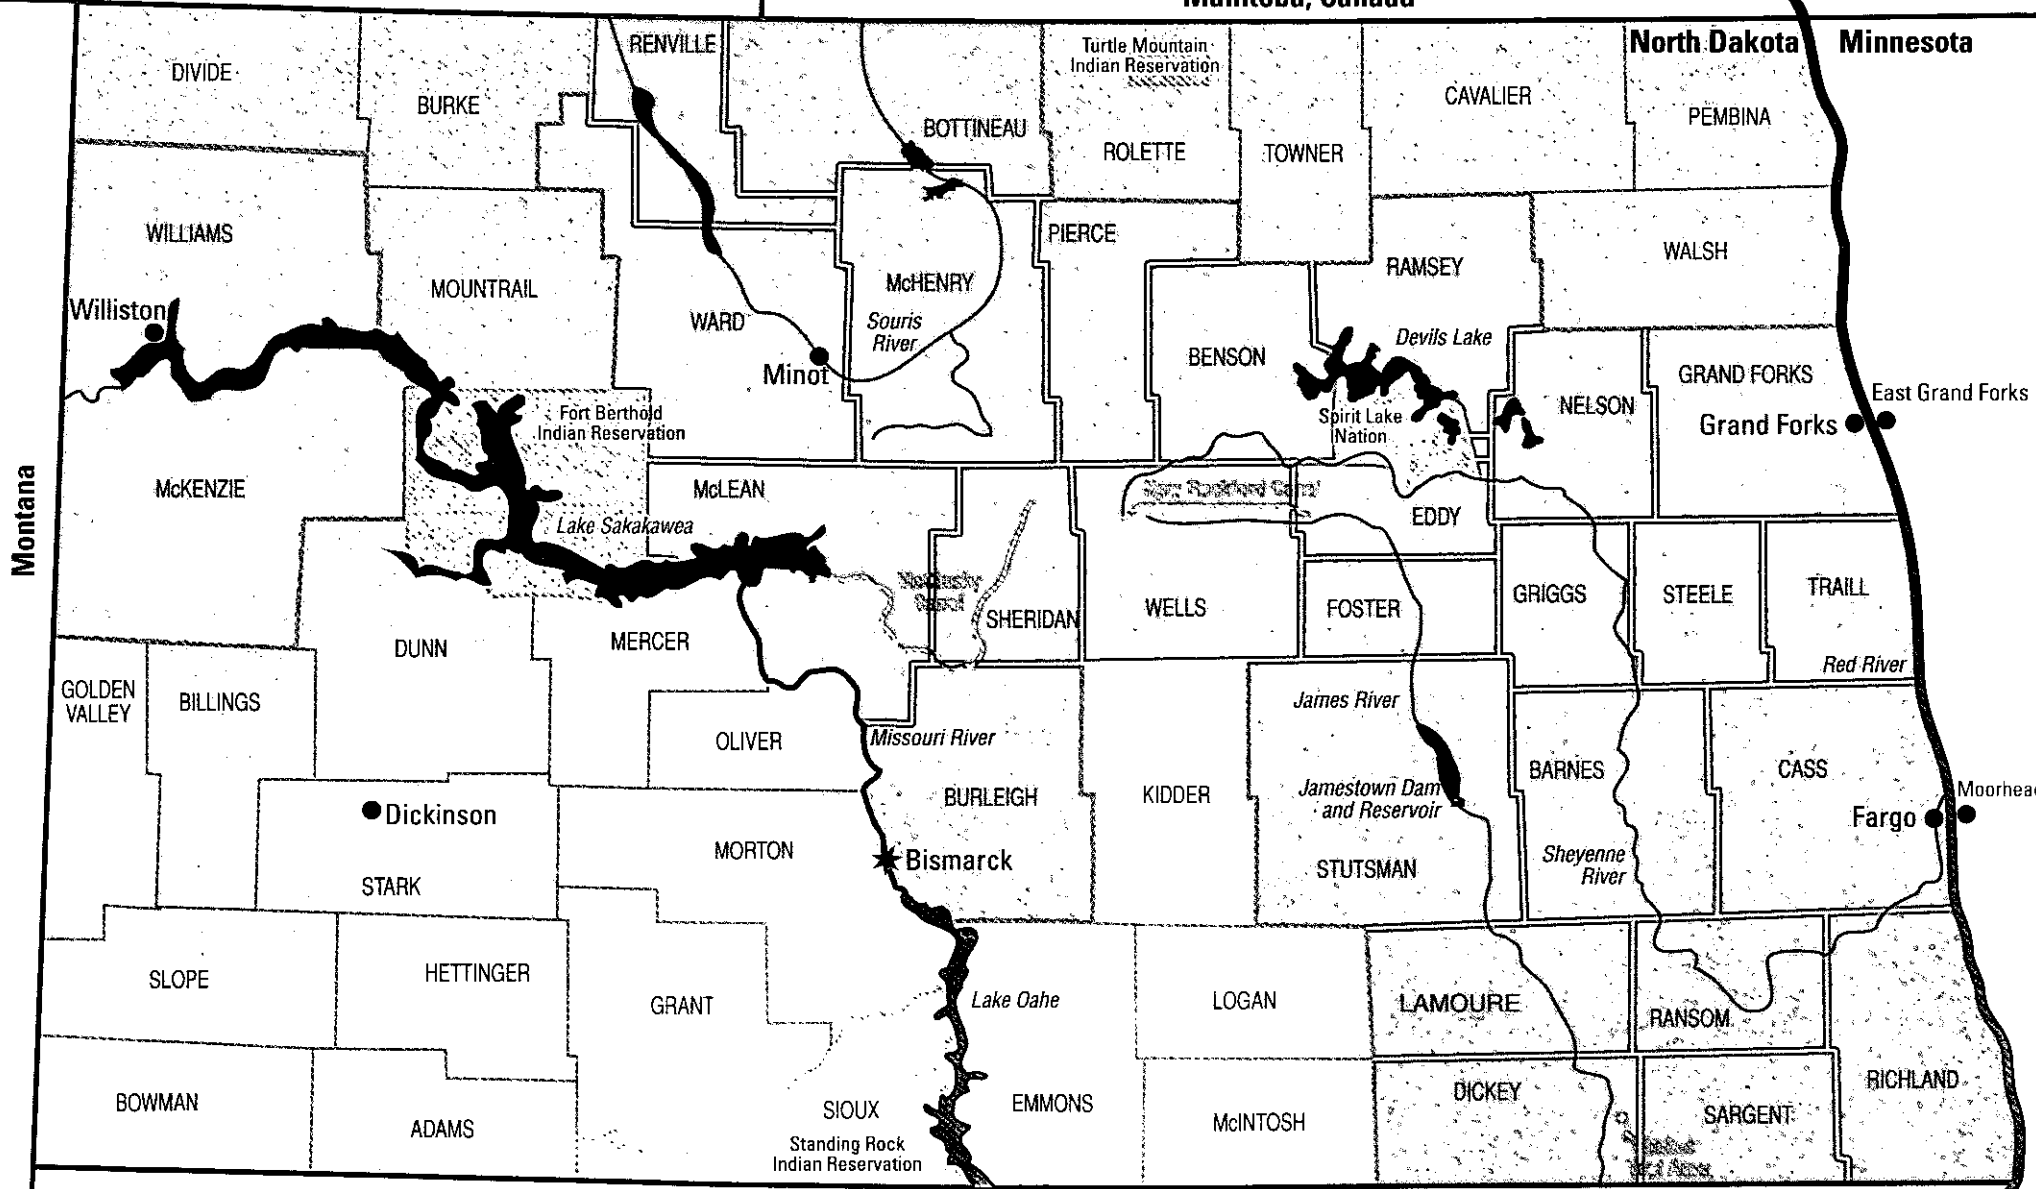 Manitoba, Canada
North Dakota
Minnesota
DIVIDE
BURKE
RENVILLE
BOTTINEAU
Turtle Mountain
Indian Reservation
ROLETTE
TOWNER
CAVALIER
PEMBINA
WILLIAMS
Williston
MOUNTRAIL
WARD
Minot
McHENRY
Souris
River
PIERCE
BENSON
RAMSEY
Devils Lake
WALSH
Spirit Lake
Nation
NELSON
GRAND FORKS
Grand Forks
East Grand Forks
Montana
McKENZIE
Fort Berthold
Indian Reservation
McLEAN
Lake Sakakawea
SHERIDAN
New Rockford Canal
WELLS
EDDY
FOSTER
GRIGGS
STEELE
TRAILL
Red River
GOLDEN
VALLEY
BILLINGS
DUNN
MERCER
OLIVER
Missouri River
BURLEIGH
KIDDER
James River
Jamestown Dam
and Reservoir
STUTSMAN
BARNES
Sheyenne
River
CASS
Fargo
Moorhea
Dickinson
STARK
MORTON
Bismarck
SLOPE
HETTINGER
GRANT
Lake Oahe
LOGAN
LAMOURE
RANSOM
RICHLAND
BOWMAN
ADAMS
SIOUX
Standing Rock
Indian Reservation
EMMONS
McINTOSH
DICKEY
SARGENT